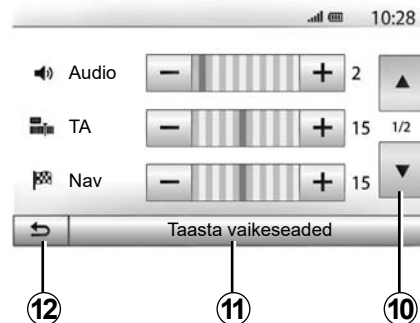 10:28
Audio − + 2 ▲
TA − + 15 1/2
Nav − + 15 ▼
Taasta vaikeseaded
12 11 10